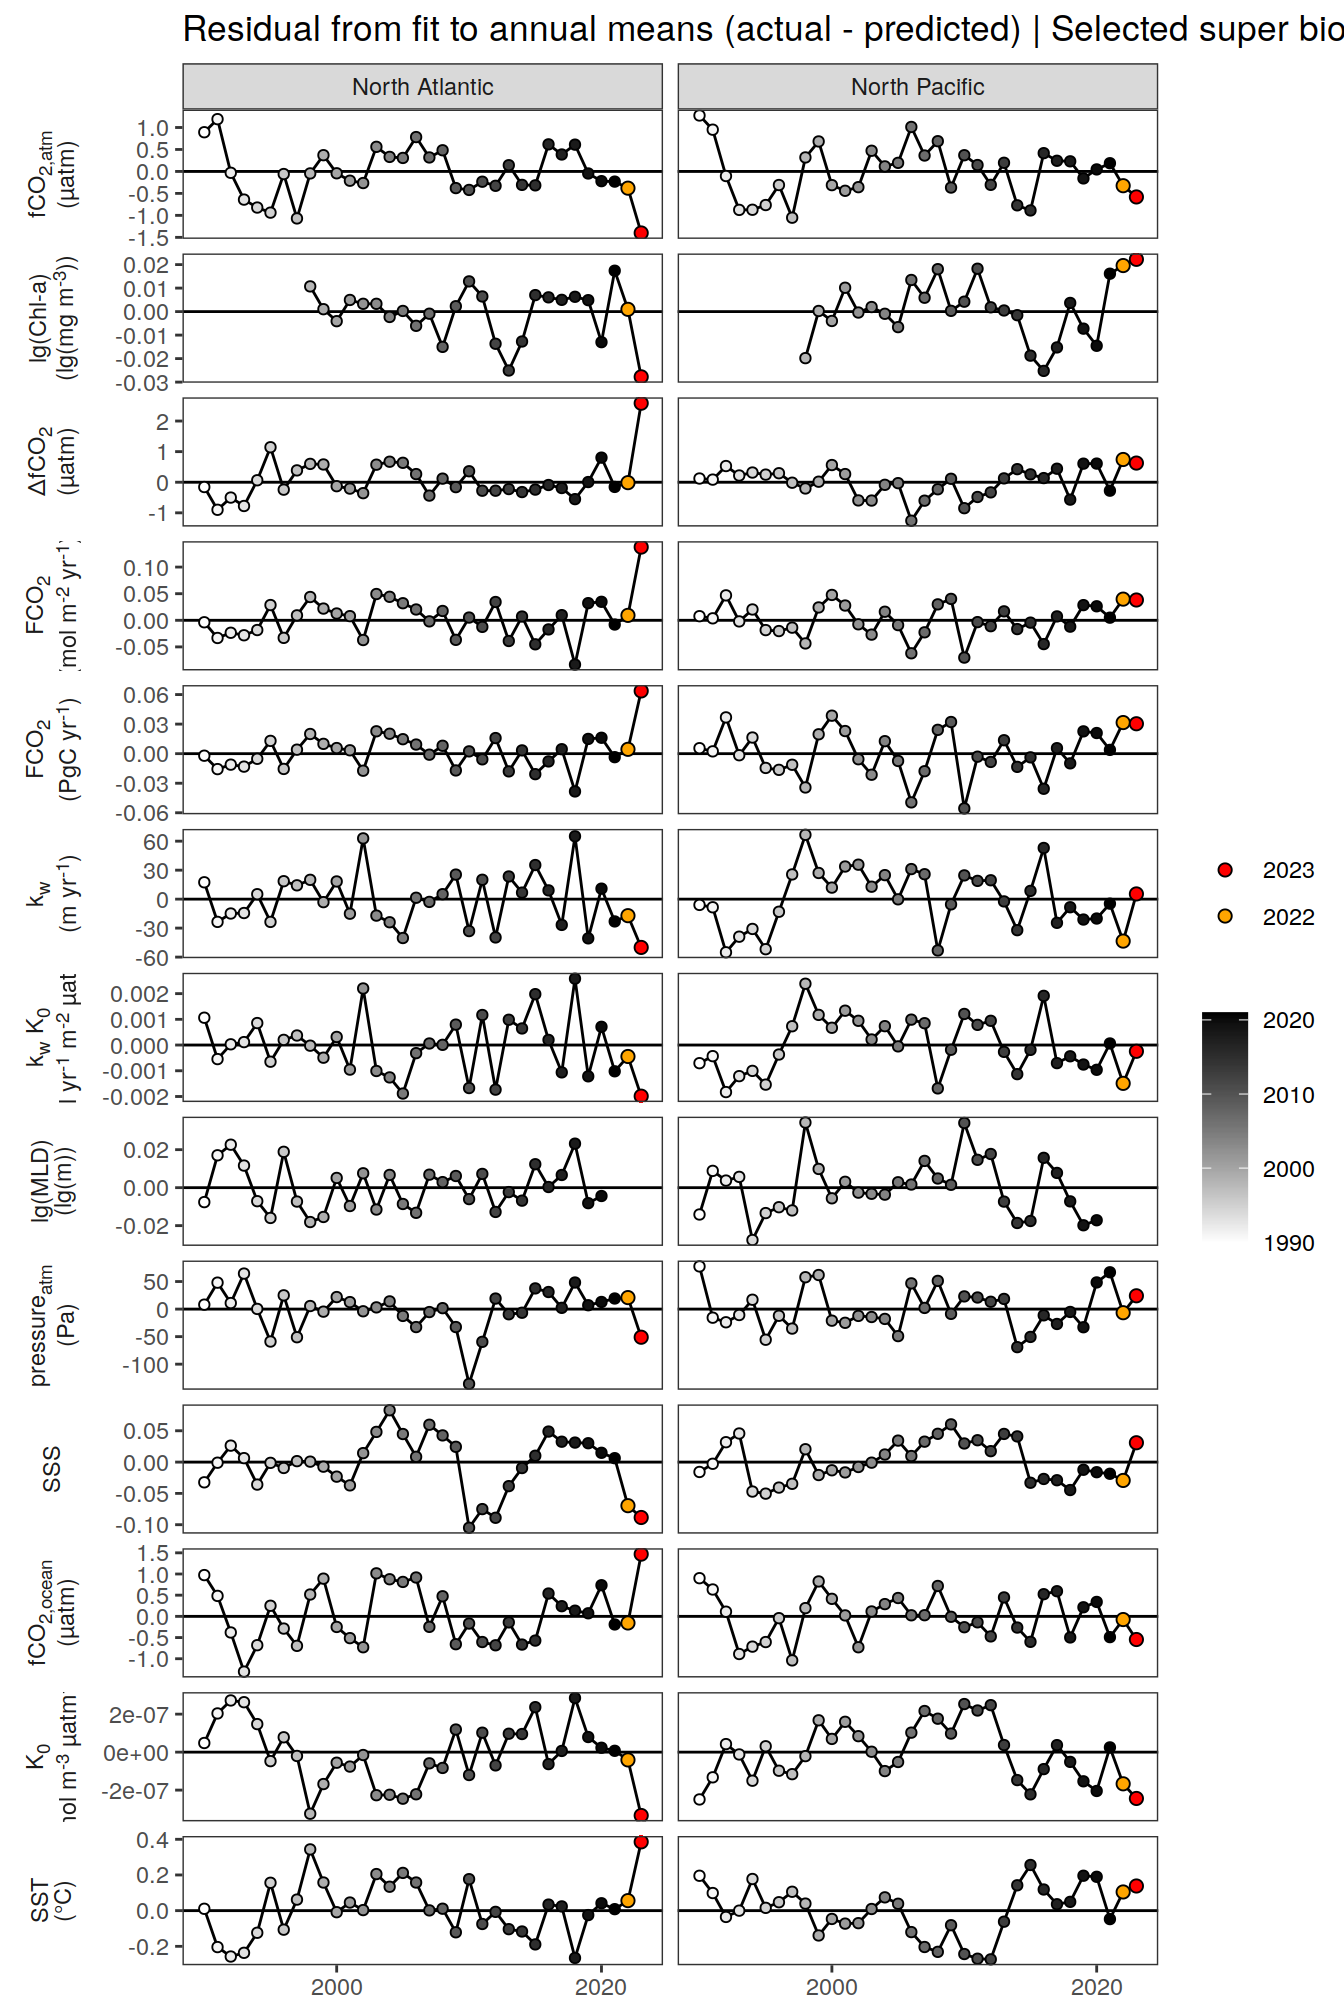 Residual from fit to annual means (actual - predicted) | Selected super bio
North Atlantic
North Pacific
fCO2,atm
(µatm)
1.0
0.5
0.0
-0.5
-1.0
-1.5
lg(Chl-a)
(lg(mg m-3))
0.02
0.01
0.00
-0.01
-0.02
-0.03
ΔfCO2
(µatm)
2
1
0
-1
FCO2
(mol m-2 yr-1)
0.10
0.05
0.00
-0.05
FCO2
(PgC yr-1)
0.06
0.03
0.00
-0.03
-0.06
kw
(m yr-1)
60
30
0
-30
-60
kw K0
l yr-1 m-2 µat
0.002
0.001
0.000
-0.001
-0.002
lg(MLD)
(lg(m))
0.02
0.00
-0.02
pressureatm
(Pa)
50
0
-50
-100
SSS
0.05
0.00
-0.05
-0.10
fCO2,ocean
(µatm)
1.5
1.0
0.5
0.0
-0.5
-1.0
K0
nol m-3 µatm
2e-07
0e+00
-2e-07
SST
(°C)
0.4
0.2
0.0
-0.2
2000
2020
2000
2020
2023
2022
2020
2010
2000
1990